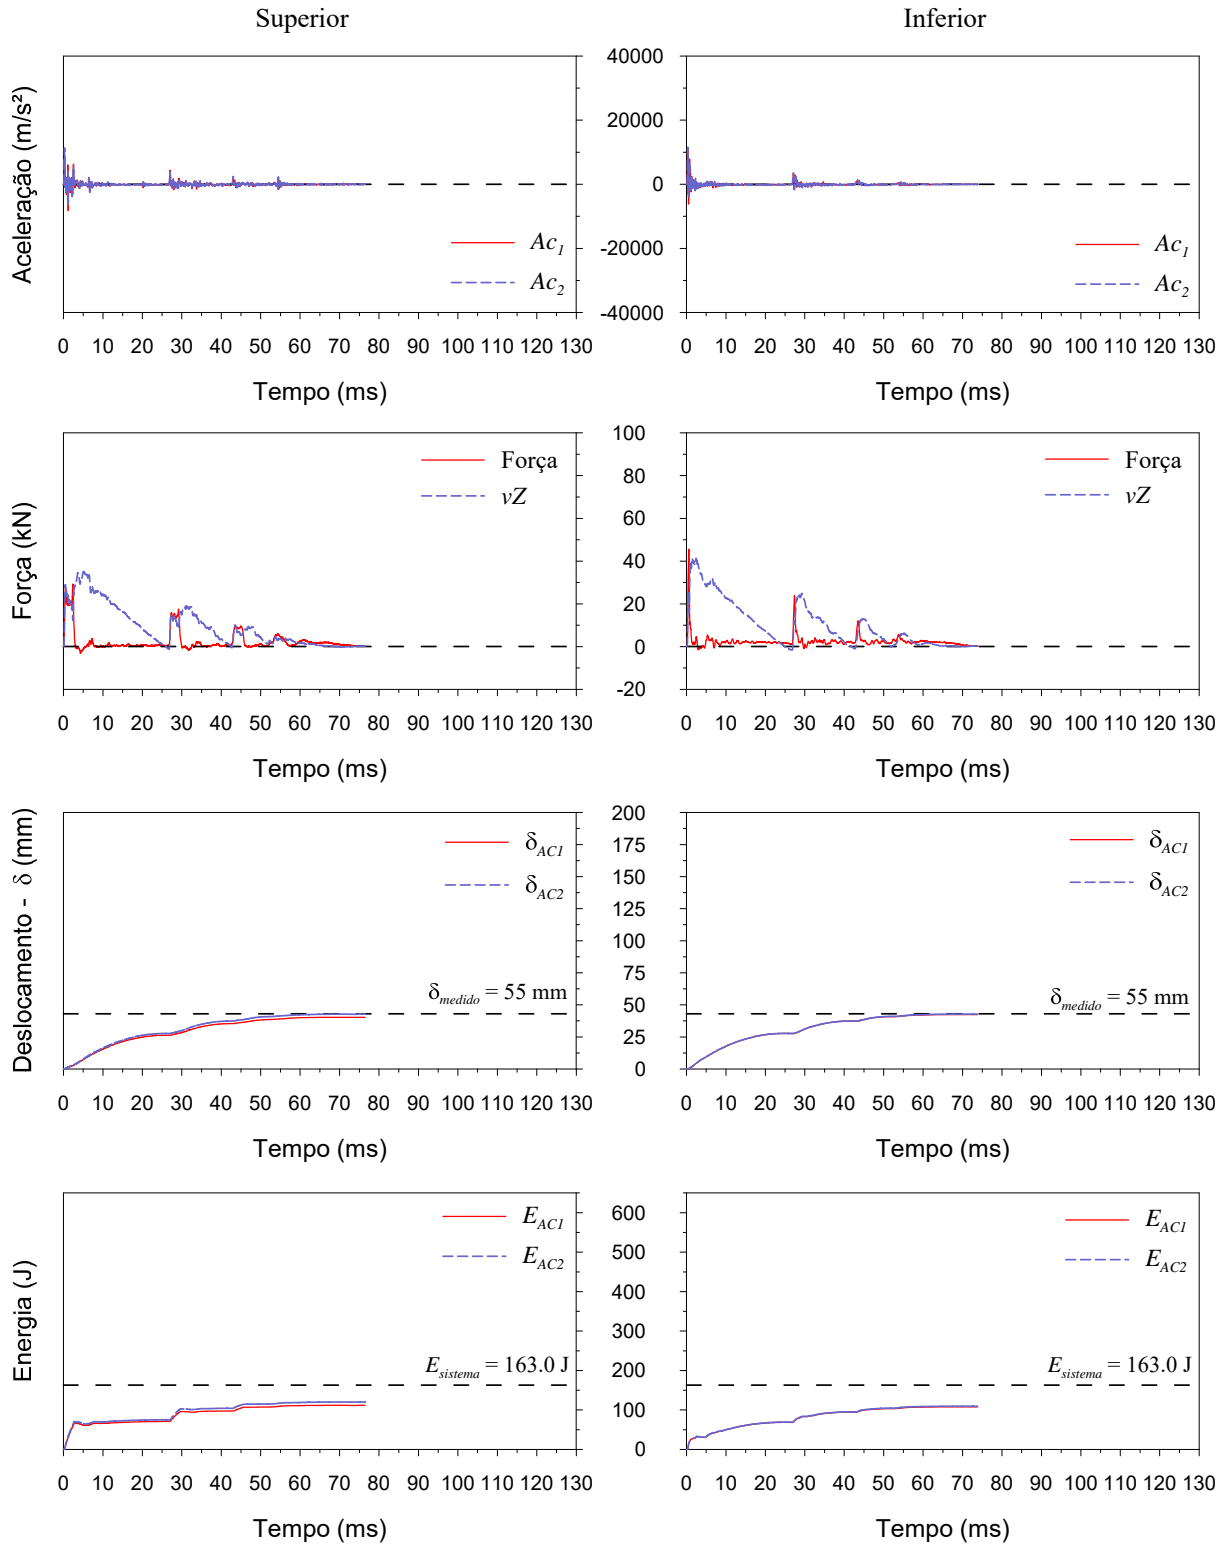 Superior
Inferior
Aceleração (m/s²)
40000
20000
0
-20000
-40000
Ac1
Ac2
Ac1
Ac2
0 10 20 30 40 50 60 70 80 90 100 110 120 130
0 10 20 30 40 50 60 70 80 90 100 110 120 130
Tempo (ms)
Tempo (ms)
Força (kN)
100
80
60
40
20
0
-20
Força
vZ
Força
vZ
0 10 20 30 40 50 60 70 80 90 100 110 120 130
0 10 20 30 40 50 60 70 80 90 100 110 120 130
Tempo (ms)
Tempo (ms)
Deslocamento - δ (mm)
200
175
150
125
100
75
50
25
0
δAC1
δAC2
δmedido = 55 mm
δAC1
δAC2
δmedido = 55 mm
0 10 20 30 40 50 60 70 80 90 100 110 120 130
0 10 20 30 40 50 60 70 80 90 100 110 120 130
Tempo (ms)
Tempo (ms)
Energia (J)
600
500
400
300
200
100
0
EAC1
EAC2
Esistema = 163.0 J
EAC1
EAC2
Esistema = 163.0 J
0 10 20 30 40 50 60 70 80 90 100 110 120 130
0 10 20 30 40 50 60 70 80 90 100 110 120 130
Tempo (ms)
Tempo (ms)